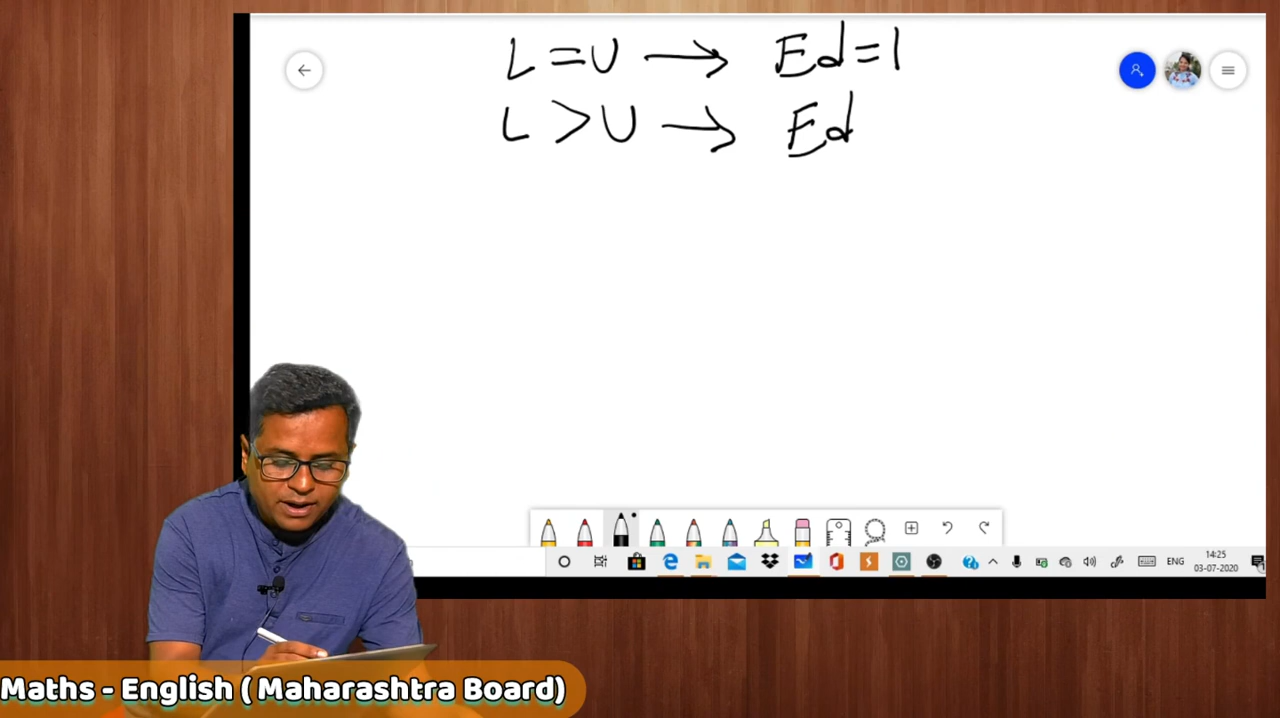 L = U → Ed = 1
L > U → Ed
ENG
14:25
03-07-2020
Maths - English ( Maharashtra Board)